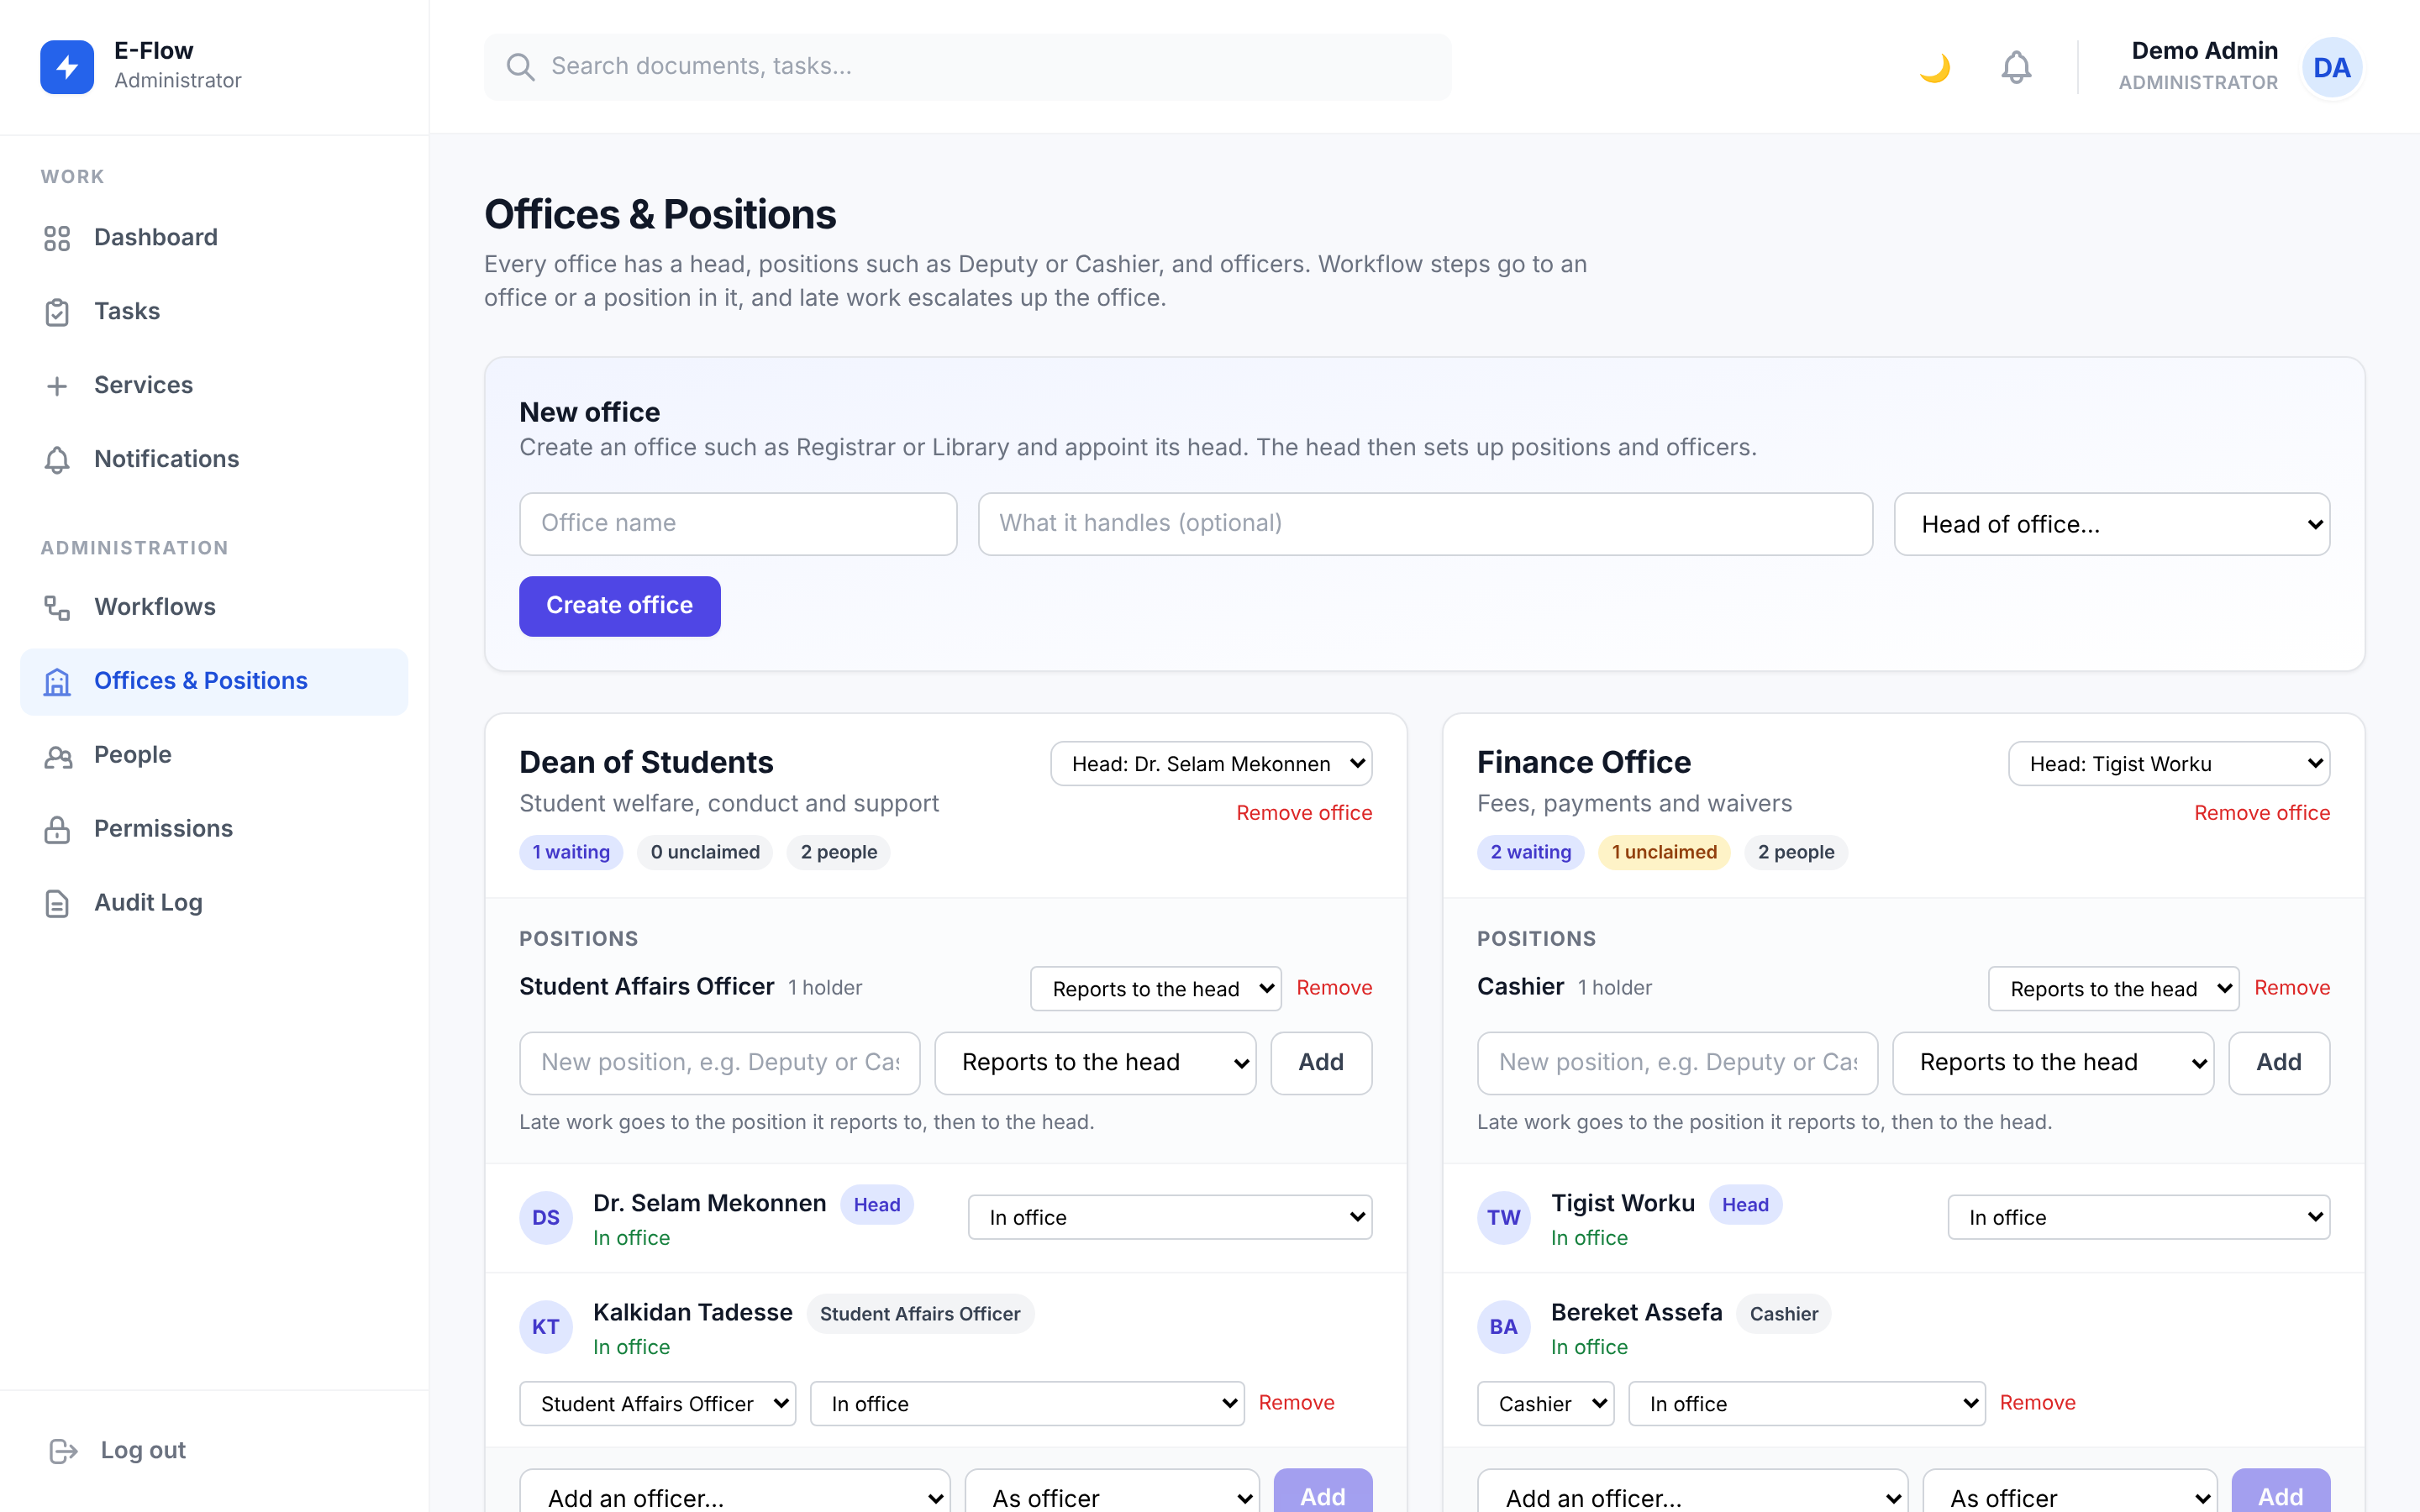 E-Flow
Administrator
Search documents, tasks...
Demo Admin
ADMINISTRATOR
DA
WORK
Dashboard
Tasks
Services
Notifications
ADMINISTRATION
Workflows
Offices & Positions
People
Permissions
Audit Log
Log out
Offices & Positions
Every office has a head, positions such as Deputy or Cashier, and officers. Workflow steps go to an
office or a position in it, and late work escalates up the office.
New office
Create an office such as Registrar or Library and appoint its head. The head then sets up positions and officers.
Office name
What it handles (optional)
Head of office...
Create office
Dean of Students
Head: Dr. Selam Mekonnen
Student welfare, conduct and support
Remove office
1 waiting
0 unclaimed
2 people
POSITIONS
Student Affairs Officer 1 holder
Reports to the head
Remove
New position, e.g. Deputy or Cas
Reports to the head
Add
Late work goes to the position it reports to, then to the head.
DS
Dr. Selam Mekonnen
Head
In office
In office
KT
Kalkidan Tadesse
Student Affairs Officer
In office
Student Affairs Officer
In office
Remove
Add an officer...
As officer
Add
Finance Office
Head: Tigist Worku
Fees, payments and waivers
Remove office
2 waiting
1 unclaimed
2 people
POSITIONS
Cashier 1 holder
Reports to the head
Remove
New position, e.g. Deputy or Cas
Reports to the head
Add
Late work goes to the position it reports to, then to the head.
TW
Tigist Worku
Head
In office
In office
BA
Bereket Assefa
Cashier
In office
Cashier
In office
Remove
Add an officer...
As officer
Add